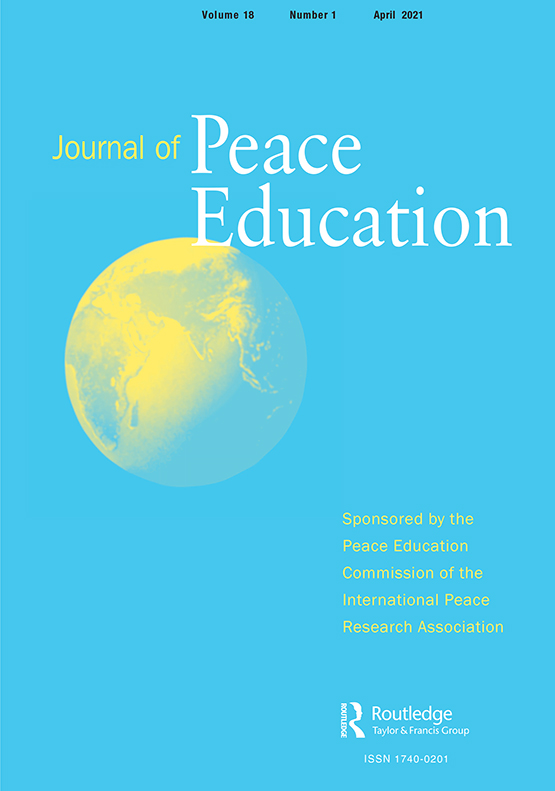 Volume 18 Number 1 April 2021
Journal of Peace
Education
Sponsored by the
Peace Education
Commission of the
International Peace
Research Association
ROUTLEDGE
Routledge
Taylor & Francis Group
ISSN 1740-0201